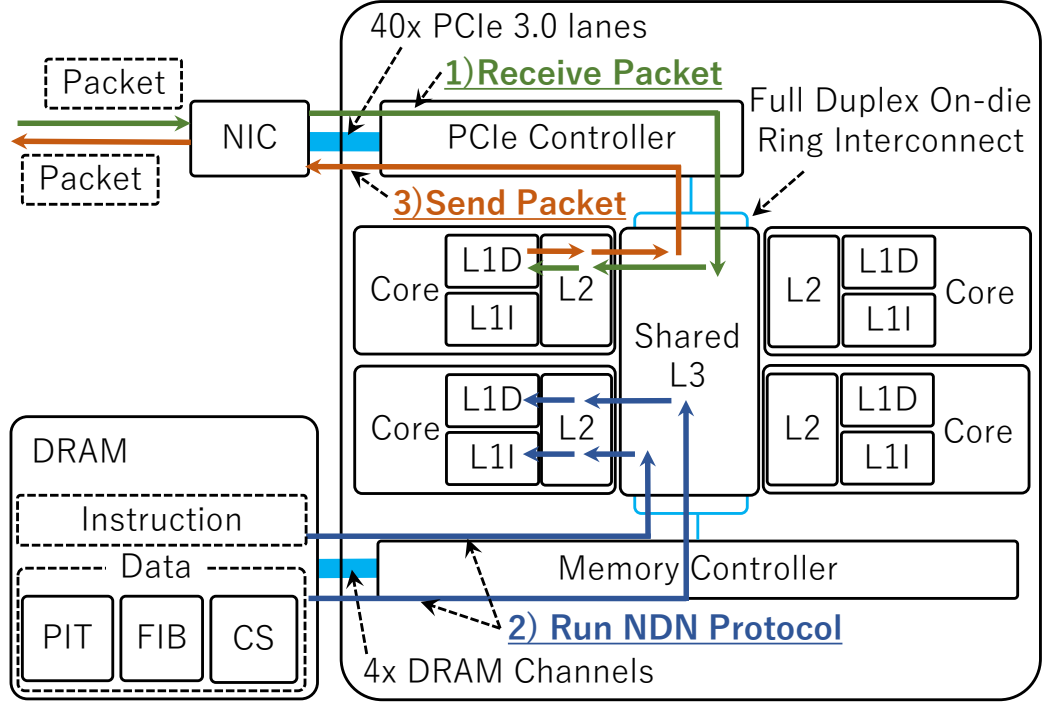 40x PCIe 3.0 lanes
1)Receive Packet
Packet
NIC
PCIe Controller
Full Duplex On-die
Ring Interconnect
Packet
3)Send Packet
Core
L1D
L1I
L2
Shared
L3
L2
L1D
L1I
Core
Core
L1D
L1I
L2
L2
L1D
L1I
Core
DRAM
Instruction
Data
PIT
FIB
CS
Memory Controller
2) Run NDN Protocol
4x DRAM Channels